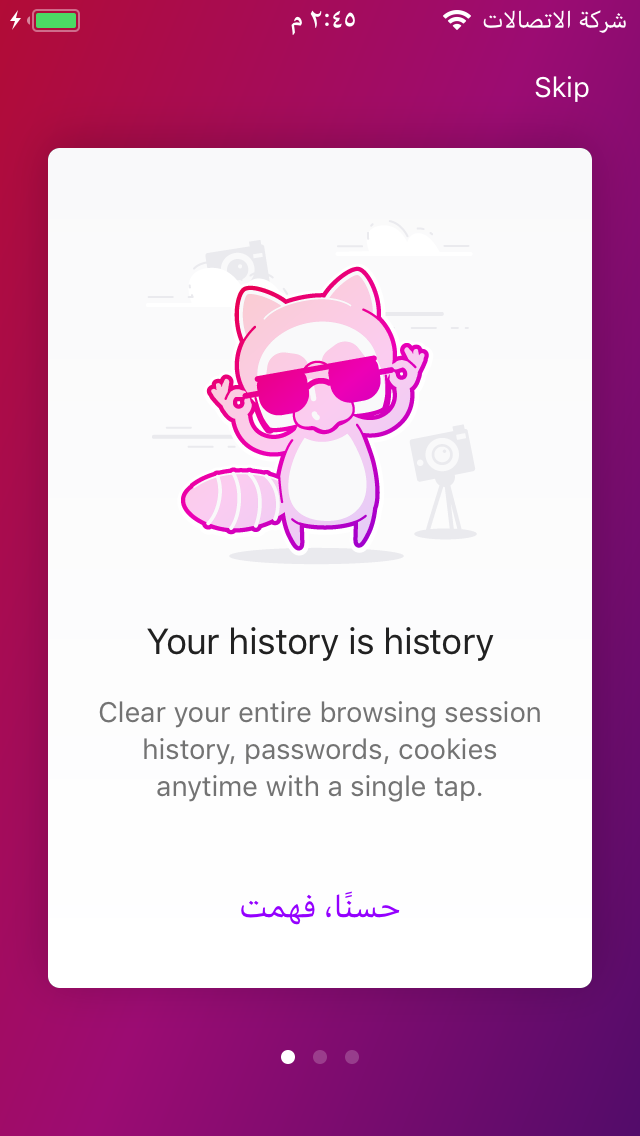 شركة الاتصالات
٢:٤٥ م
Skip
Your history is history
Clear your entire browsing session
history, passwords, cookies
anytime with a single tap.
حسنًا، فهمت